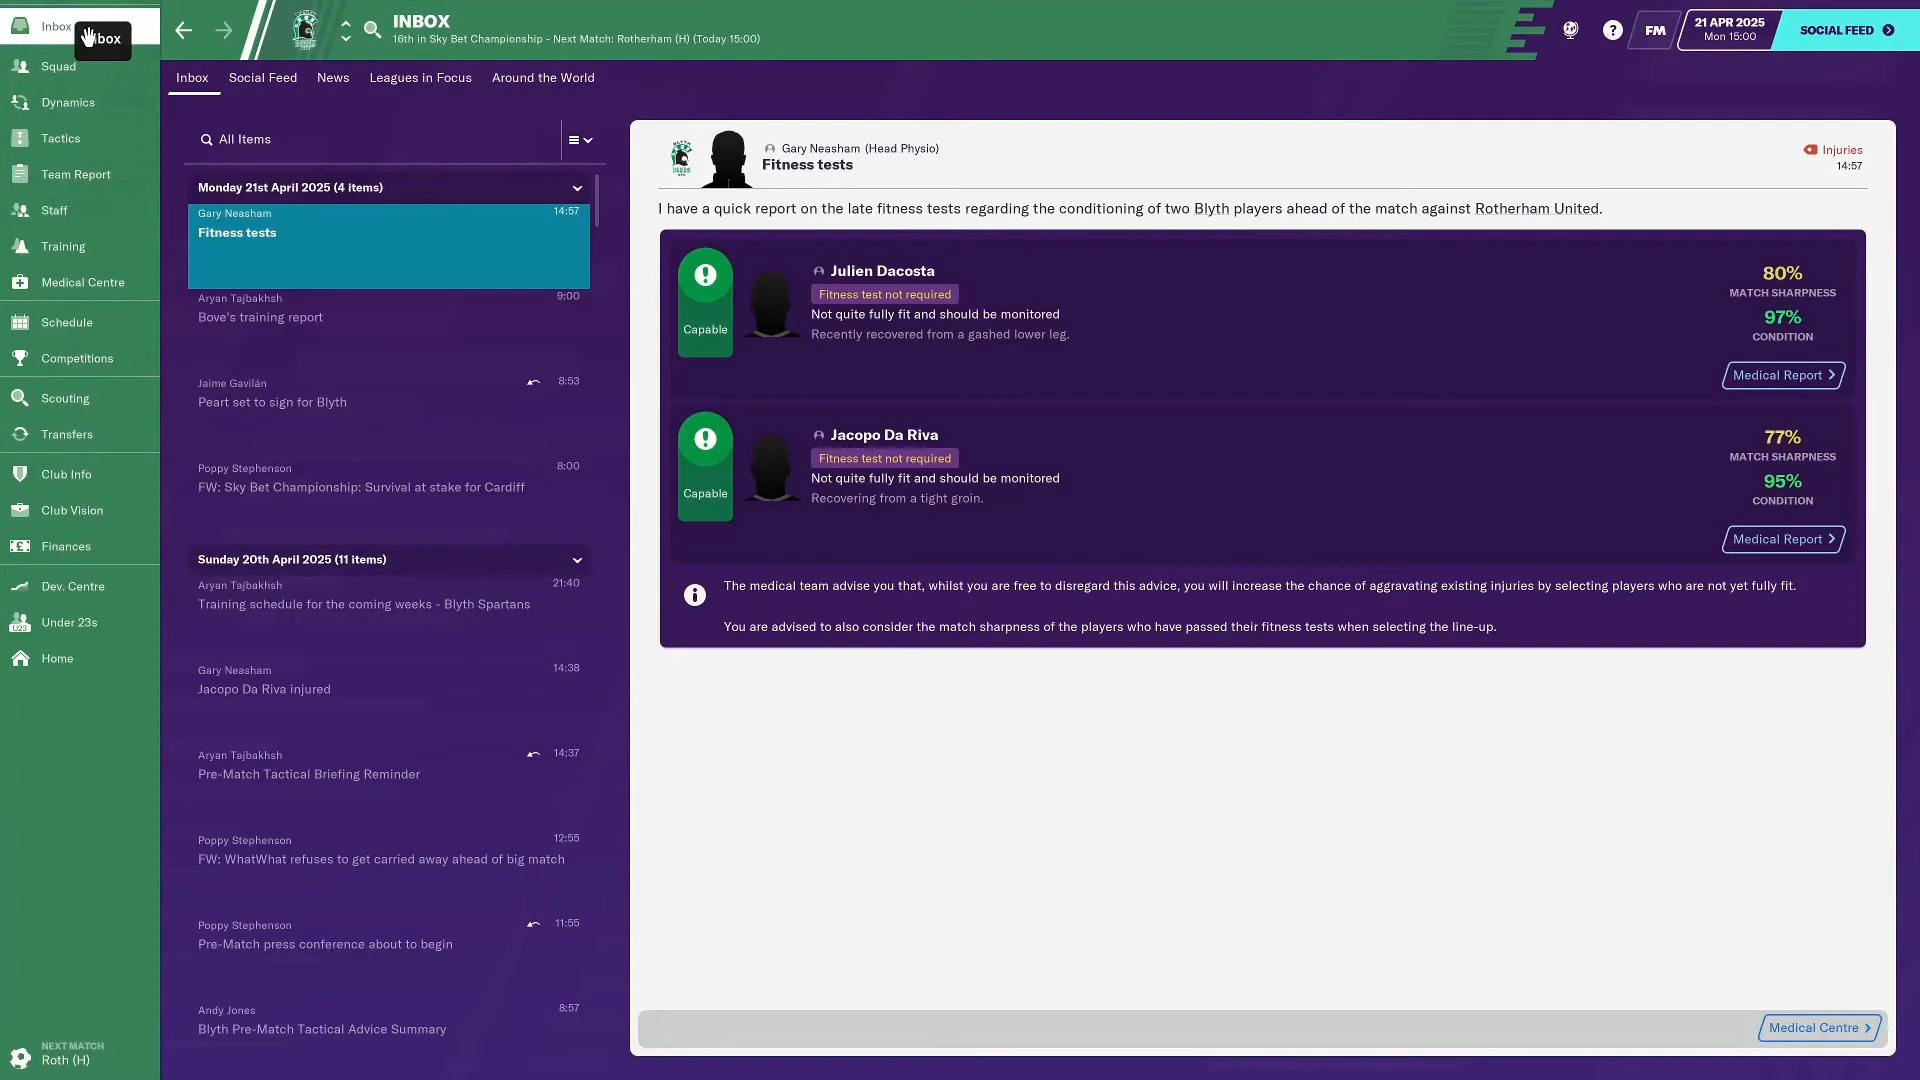 Inbox
Inbox
Squad
Dynamics
Tactics
Team Report
Staff
Training
Medical Centre
Schedule
Competitions
Scouting
Transfers
Club Info
Club Vision
Finances
Dev. Centre
U23
Under 23s
Home
NEXT MATCH
Roth (H)
INBOX
16th in Sky Bet Championship - Next Match: Rotherham (H) (Today 15:00)
FM
21 APR 2025
Mon 15:00
SOCIAL FEED
Inbox Social Feed News Leagues in Focus Around the World
All Items
Monday 21st April 2025 (4 items)
Gary Neasham 14:57
Fitness tests
Aryan Tajbakhsh 9:00
Bove's training report
Jaime Gavilán 8:53
Peart set to sign for Blyth
Poppy Stephenson 8:00
FW: Sky Bet Championship: Survival at stake for Cardiff
Sunday 20th April 2025 (11 items)
Aryan Tajbakhsh 21:40
Training schedule for the coming weeks - Blyth Spartans
Gary Neasham 14:38
Jacopo Da Riva injured
Aryan Tajbakhsh 14:37
Pre-Match Tactical Briefing Reminder
Poppy Stephenson 12:55
FW: WhatWhat refuses to get carried away ahead of big match
Poppy Stephenson 11:55
Pre-Match press conference about to begin
Andy Jones 8:57
Blyth Pre-Match Tactical Advice Summary
Gary Neasham (Head Physio)
Fitness tests
Injuries
14:57
I have a quick report on the late fitness tests regarding the conditioning of two Blyth players ahead of the match against Rotherham United.
Capable
Julien Dacosta
Fitness test not required
Not quite fully fit and should be monitored
Recently recovered from a gashed lower leg.
80%
MATCH SHARPNESS
97%
CONDITION
Medical Report
Capable
Jacopo Da Riva
Fitness test not required
Not quite fully fit and should be monitored
Recovering from a tight groin.
77%
MATCH SHARPNESS
95%
CONDITION
Medical Report
The medical team advise you that, whilst you are free to disregard this advice, you will increase the chance of aggravating existing injuries by selecting players who are not yet fully fit.
You are advised to also consider the match sharpness of the players who have passed their fitness tests when selecting the line-up.
Medical Centre